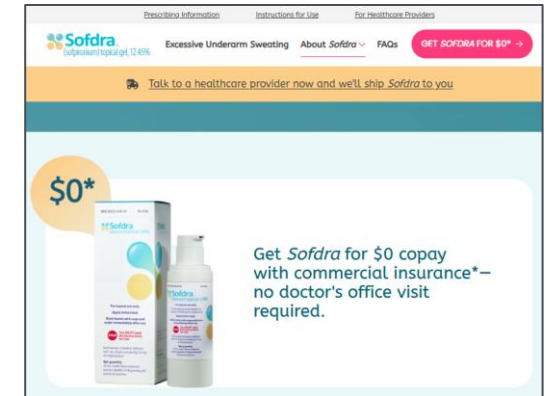 Prescribing Information Instructions for Use For Healthcare Providers
Sofdra
(sofpironium) topical gel, 12.45%
Excessive Underarm Sweating About Sofdra FAQs GET SOFDRA FOR $0* →
Talk to a healthcare provider now and we'll ship Sofdra to you
$0*
Sofdra
Sofdra
Get Sofdra for $0 copay
with commercial insurance*—
no doctor's office visit
required.